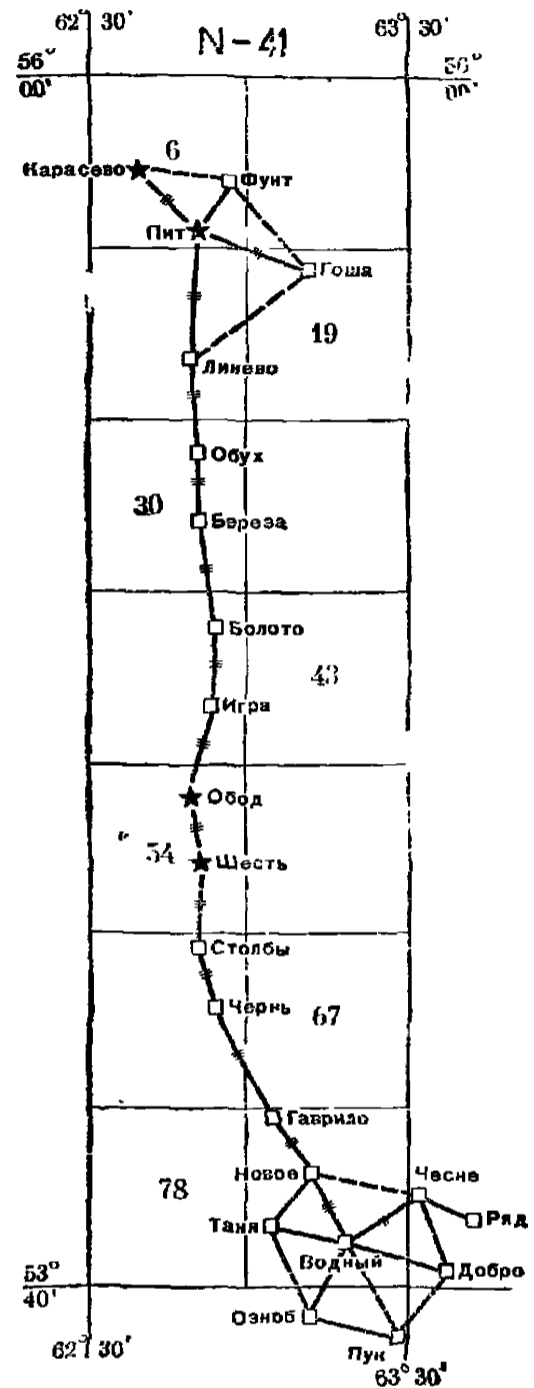 62° 30'
63° 30'
N-41
56°
00'
56°
00'
6
Карасево
Фунт
Пит
Гоша
19
Линево
Обух
30
Береза
Болото
43
Игра
Обод
54
Шесть
Столбы
Чернь
67
Гаврило
Новое
Чесне
78
Таня
Ряд
Водный
Добро
53°
40'
Озноб
Пук
62° 30'
63° 30'